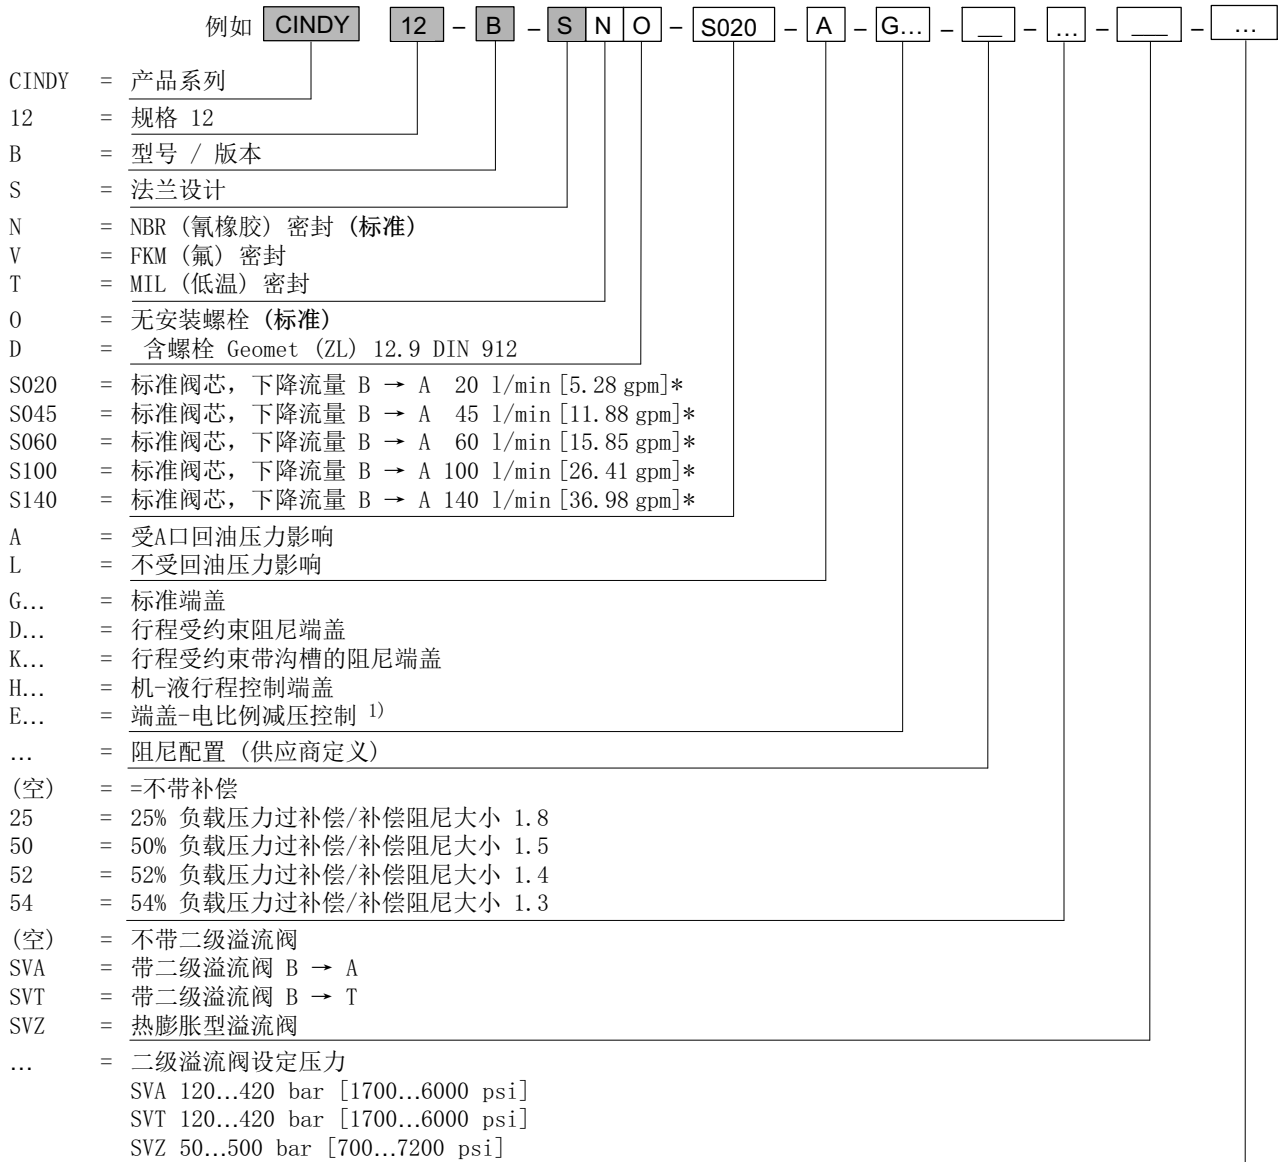 例如 CINDY 12 – B – S N O – S020 – A – G… – __ – … – ___ – …
CINDY = 产品系列
12 = 规格 12
B = 型号 / 版本
S = 法兰设计
N = NBR (氰橡胶) 密封 (标准)
V = FKM (氟) 密封
T = MIL (低温) 密封
O = 无安装螺栓 (标准)
D = 含螺栓 Geomet (ZL) 12.9 DIN 912
S020 = 标准阀芯, 下降流量 B → A 20 l/min [5.28 gpm]*
S045 = 标准阀芯, 下降流量 B → A 45 l/min [11.88 gpm]*
S060 = 标准阀芯, 下降流量 B → A 60 l/min [15.85 gpm]*
S100 = 标准阀芯, 下降流量 B → A 100 l/min [26.41 gpm]*
S140 = 标准阀芯, 下降流量 B → A 140 l/min [36.98 gpm]*
A = 受A口回油压力影响
L = 不受回油压力影响
G... = 标准端盖
D... = 行程受约束阻尼端盖
K... = 行程受约束带沟槽的阻尼端盖
H... = 机-液行程控制端盖
E... = 端盖-电比例减压控制 1)
... = 阻尼配置 (供应商定义)
(空) = =不带补偿
25 = 25% 负载压力过补偿/补偿阻尼大小 1.8
50 = 50% 负载压力过补偿/补偿阻尼大小 1.5
52 = 52% 负载压力过补偿/补偿阻尼大小 1.4
54 = 54% 负载压力过补偿/补偿阻尼大小 1.3
(空) = 不带二级溢流阀
SVA = 带二级溢流阀 B → A
SVT = 带二级溢流阀 B → T
SVZ = 热膨胀型溢流阀
... = 二级溢流阀设定压力
SVA 120...420 bar [1700...6000 psi]
SVT 120...420 bar [1700...6000 psi]
SVZ 50...500 bar [700...7200 psi]